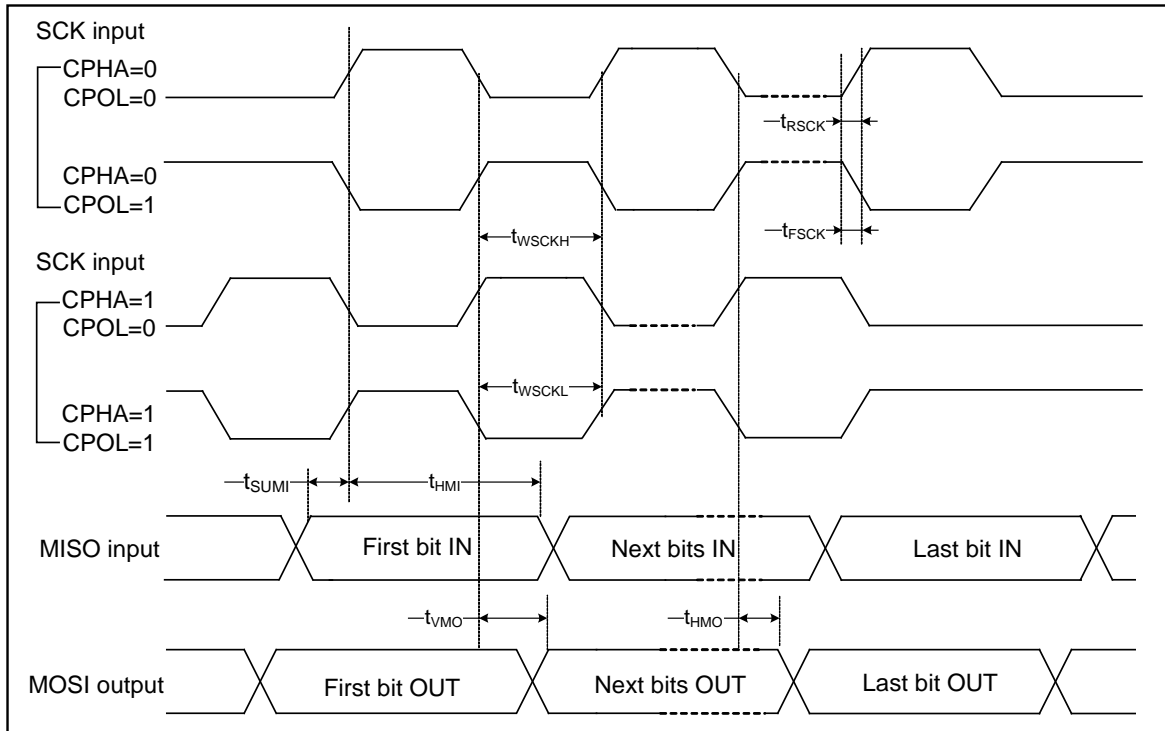 SCK input
CPHA=0
CPOL=0
tRSCK
CPHA=0
CPOL=1
tWSCKH
tFSCK
SCK input
CPHA=1
CPOL=0
tWSCKL
CPHA=1
CPOL=1
tSUMI
tHMI
MISO input
First bit IN
Next bits IN
Last bit IN
tVMO
tHMO
MOSI output
First bit OUT
Next bits OUT
Last bit OUT